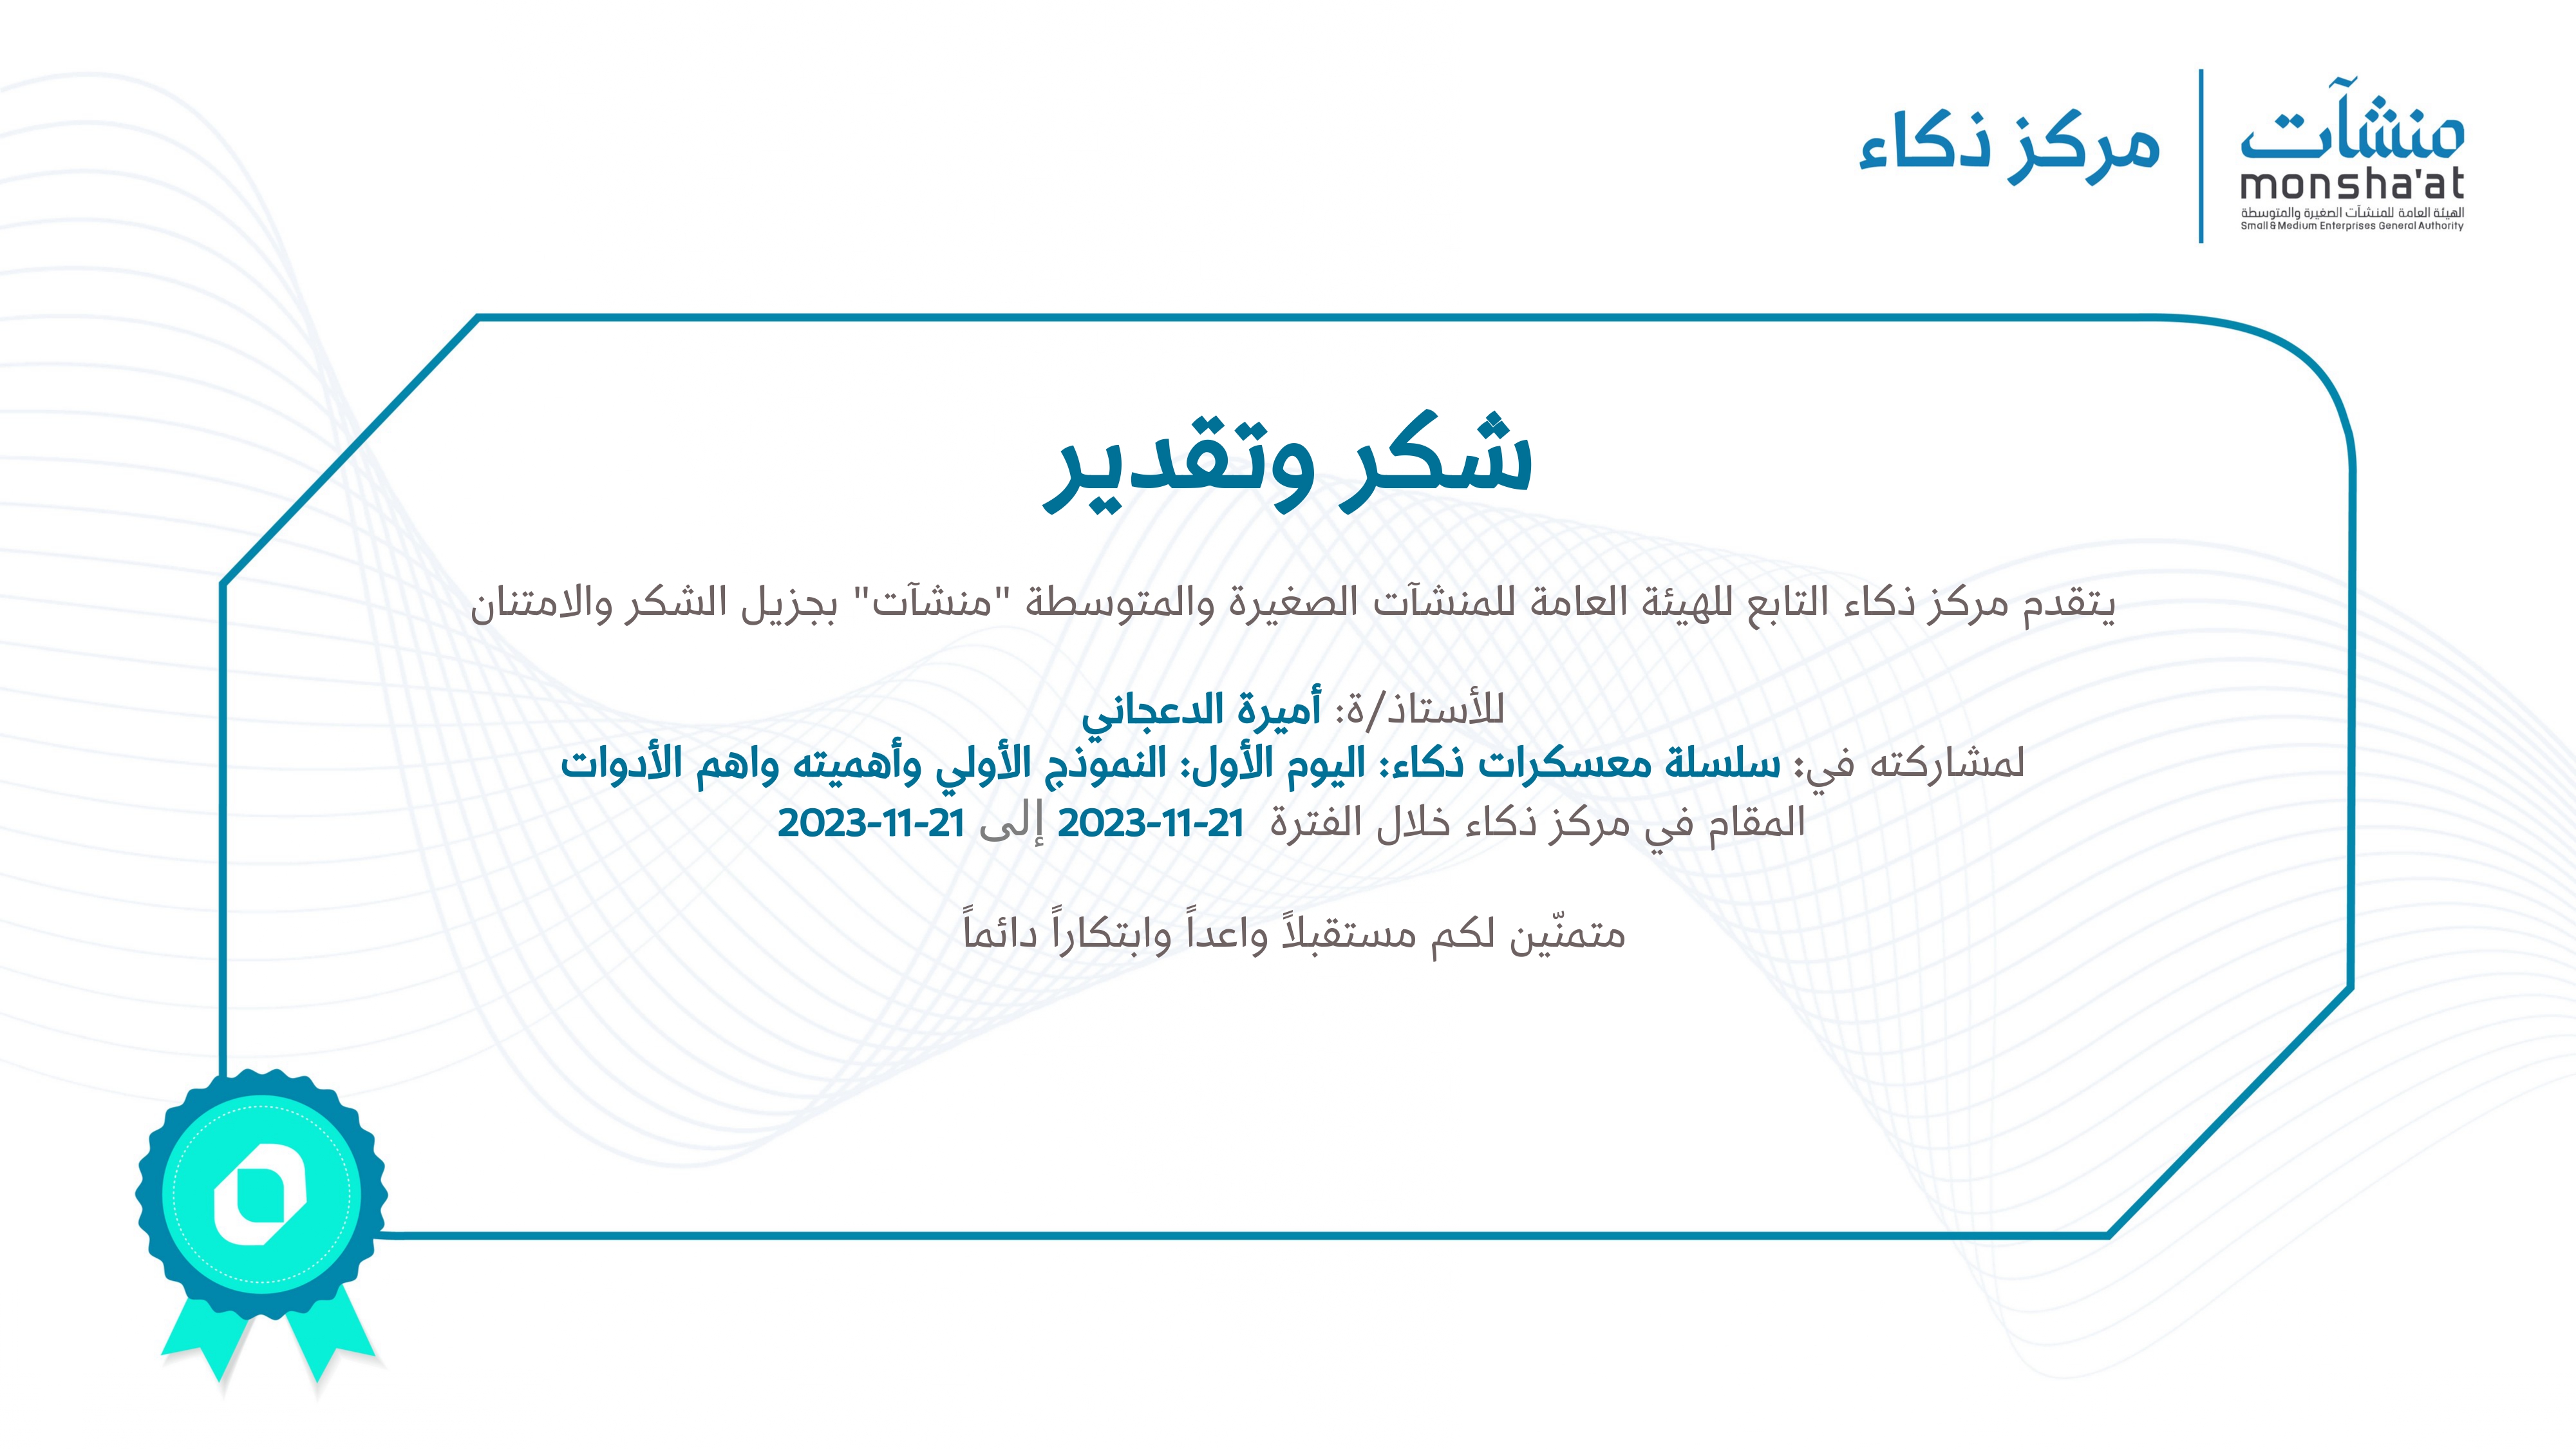 منشآت
monsha'at
الهيئة العامة للمنشآت الصغيرة والمتوسطة
Small & Medium Enterprises General Authority
مركز ذكاء
شكر وتقدير
يتقدم مركز ذكاء التابع للهيئة العامة للمنشآت الصغيرة والمتوسطة "منشآت" بجزيل الشكر والامتنان
للأستاذ/ة: أميرة الدعجاني
لمشاركته في: سلسلة معسكرات ذكاء: اليوم الأول: النموذج الأولي وأهميته واهم الأدوات
المقام في مركز ذكاء خلال الفترة 2023-11-21 إلى 2023-11-21
متمنّين لكم مستقبلاً واعداً وابتكاراً دائماً